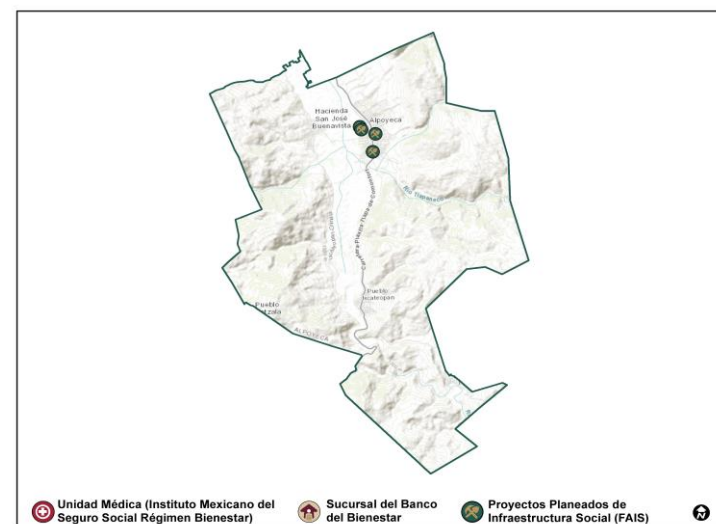 Hacienda
San José
Buenavista
Alpoyeca
Río Tlapaneco
Pueblo
Pueblo
ALPOYECA
Unidad Médica (Instituto Mexicano del
Seguro Social Régimen Bienestar)
Sucursal del Banco
del Bienestar
Proyectos Planeados de
Infraestructura Social (FAIS)
N